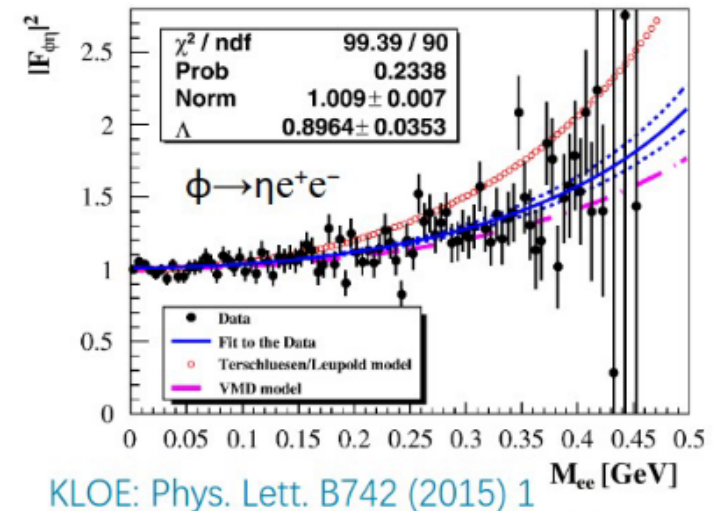 |F_ϕη|²
2.5
2
1.5
1
0.5
0
χ² / ndf 99.39 / 90
Prob 0.2338
Norm 1.009 ± 0.007
Λ 0.8964 ± 0.0353
ϕ→ηe⁺e⁻
Data
Fit to the Data
Terschluesen/Leupold model
VMD model
0 0.05 0.1 0.15 0.2 0.25 0.3 0.35 0.4 0.45 0.5
M_ee [GeV]
KLOE: Phys. Lett. B742 (2015) 1